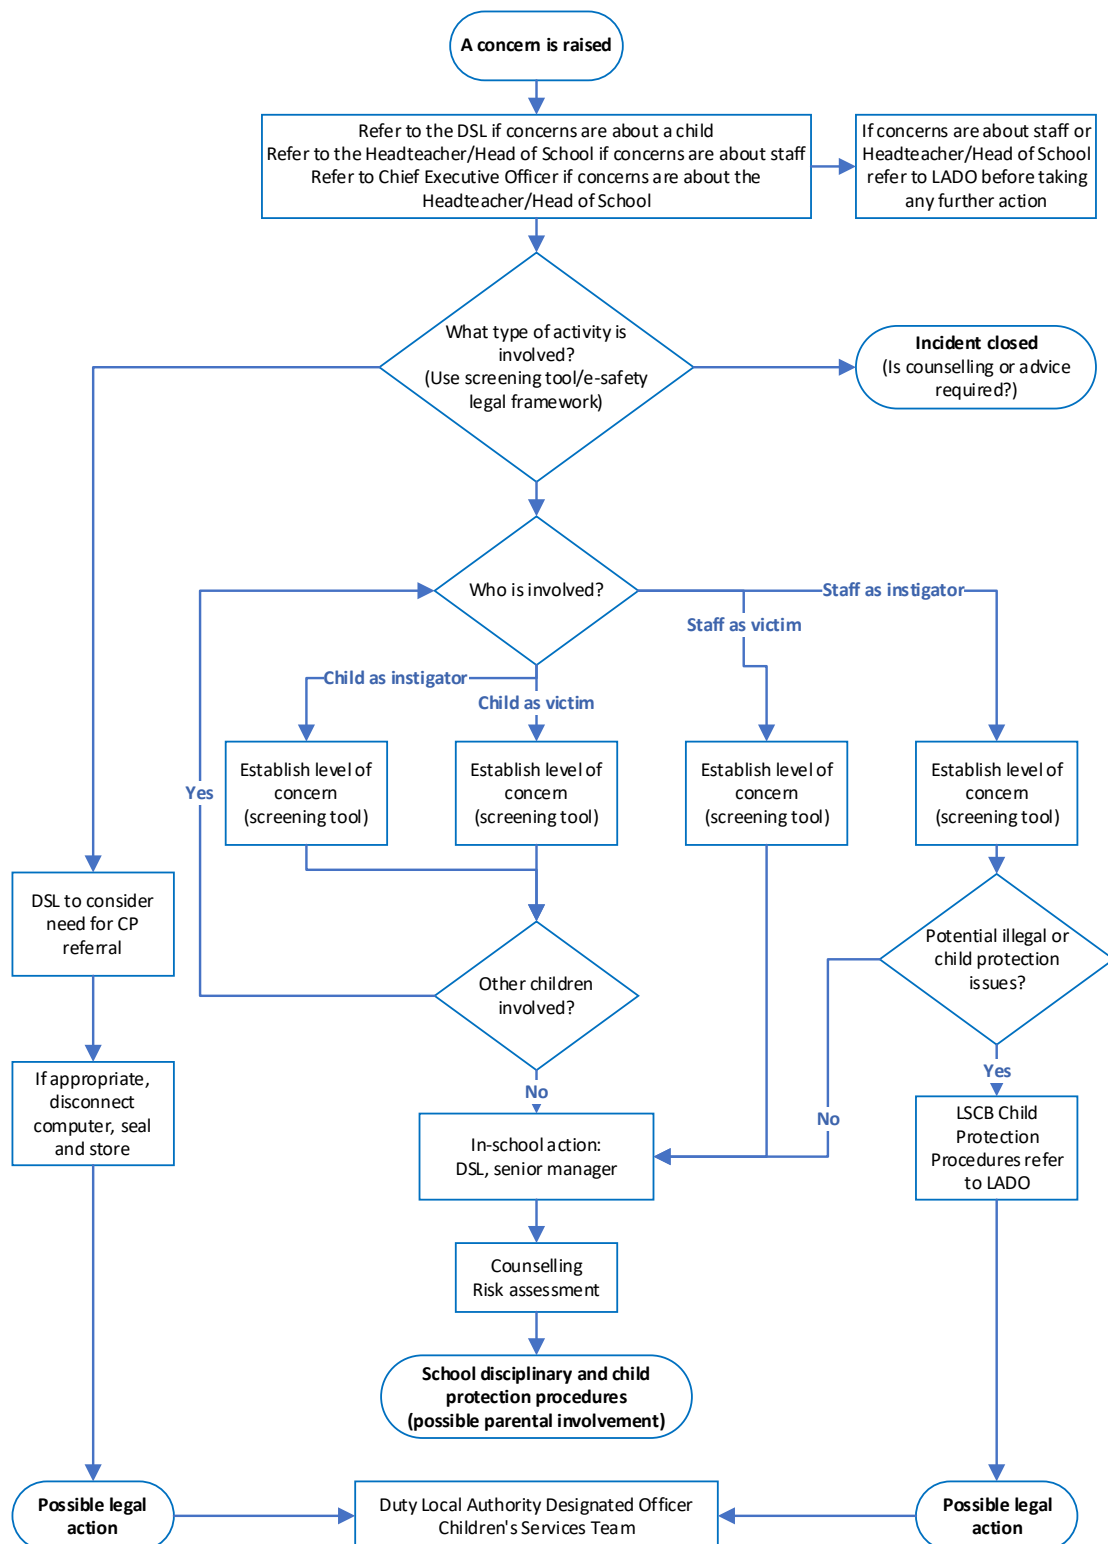 A concern is raised
Refer to the DSL if concerns are about a child
Refer to the Headteacher/Head of School if concerns are about staff
Refer to Chief Executive Officer if concerns are about the
Headteacher/Head of School
If concerns are about staff or
Headteacher/Head of School
refer to LADO before taking
any further action
What type of activity is
involved?
(Use screening tool/e-safety
legal framework)
Incident closed
(Is counselling or advice
required?)
Who is involved?
Staff as instigator
Staff as victim
Child as instigator
Child as victim
Establish level of
concern
(screening tool)
Establish level of
concern
(screening tool)
Establish level of
concern
(screening tool)
Establish level of
concern
(screening tool)
Yes
DSL to consider
need for CP
referral
Other children
involved?
Potential illegal or
child protection
issues?
If appropriate,
disconnect
computer, seal
and store
No
Yes
No
In-school action:
DSL, senior manager
LSCB Child
Protection
Procedures refer
to LADO
Counselling
Risk assessment
School disciplinary and child
protection procedures
(possible parental involvement)
Possible legal
action
Duty Local Authority Designated Officer
Children's Services Team
Possible legal
action